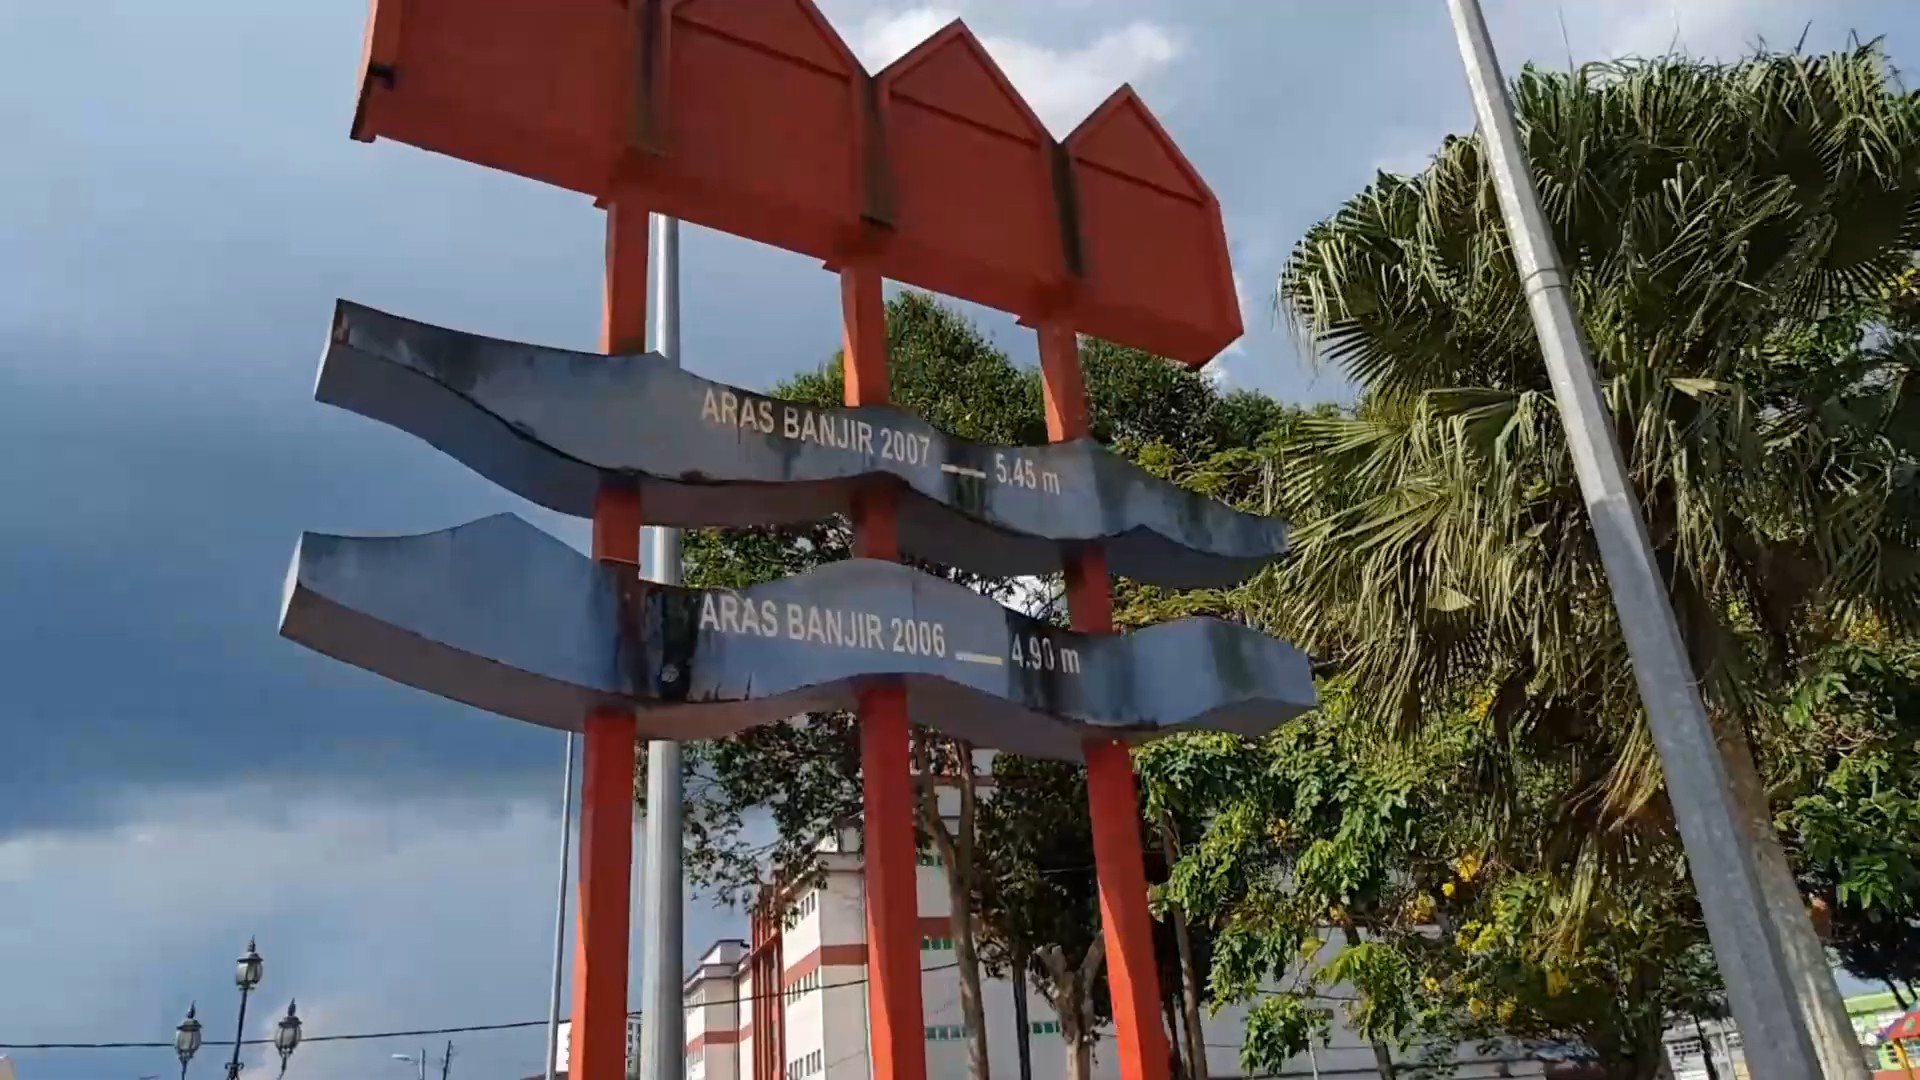 ARAS BANJIR 2007 — 5.45 m
ARAS BANJIR 2006 — 4.90 m